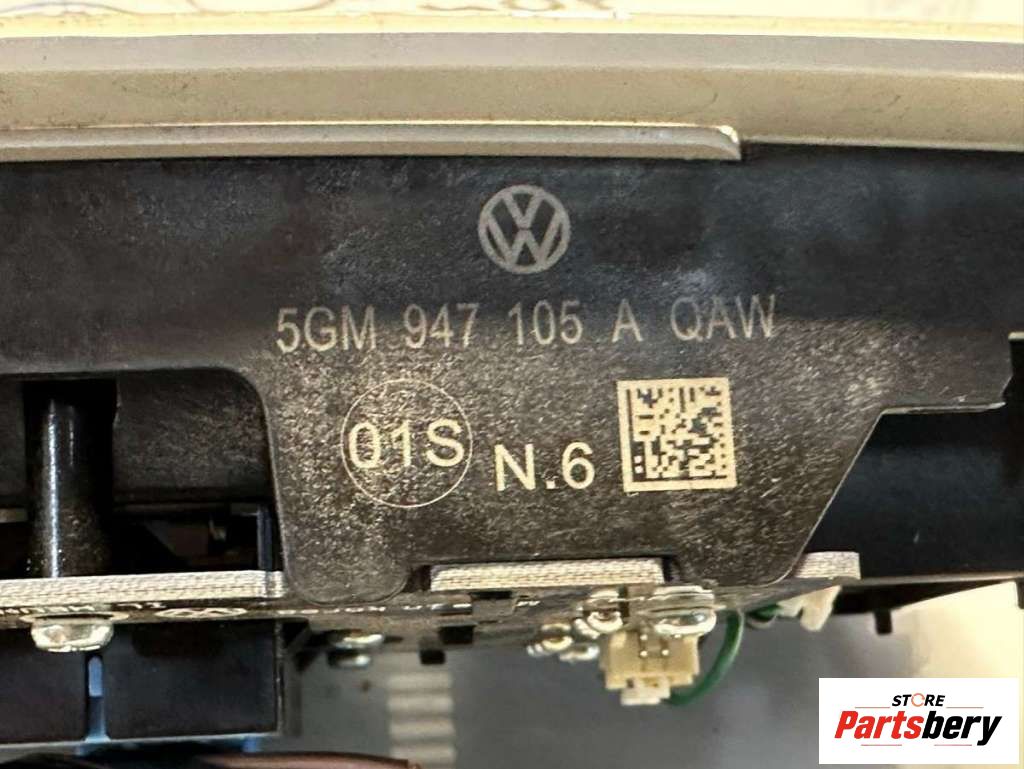 5GM 947 105 A QAW
01S
N.6
STORE
Partsbery